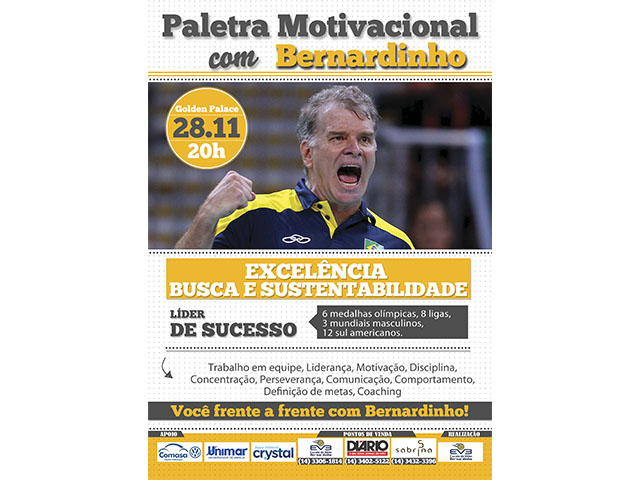 Paletra Motivacional
com Bernardinho
Golden Palace
28.11
20h
EXCELÊNCIA
BUSCA E SUSTENTABILIDADE
LÍDER
DE SUCESSO
6 medalhas olímpicas, 8 ligas,
3 mundiais masculinos,
12 sul americanos.
Trabalho em equipe, Liderança, Motivação, Disciplina,
Concentração, Perseverança, Comunicação, Comportamento,
Definição de metas, Coaching
Você frente a frente com Bernardinho!
APOIO
PONTOS DE VENDA
REALIZAÇÃO
Comasa
Unimar
crystal
EVB
(14) 3306-1814
DIÁRIO
(14) 3402-5122
sabrina
(14) 3432-3396
EVB